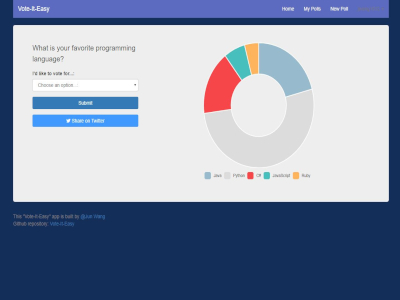 Vote-it-Easy
Home My Polls New Poll
What is your favorite programming
language?
I'd like to vote for...:
Choose an option...:
Submit
Share on Twitter
Java Python C# JavaScript Ruby
This "Vote-it-Easy" app is built by
Github repository: Vote-it-Easy